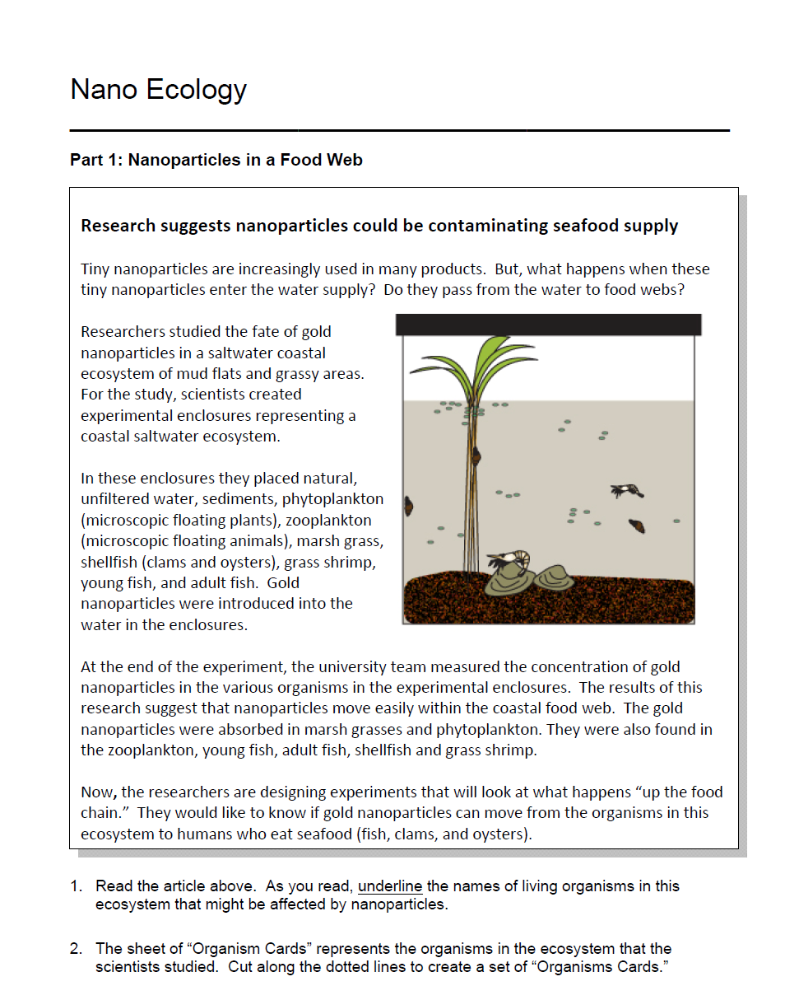 Nano Ecology
Part 1: Nanoparticles in a Food Web
Research suggests nanoparticles could be contaminating seafood supply
Tiny nanoparticles are increasingly used in many products.  But, what happens when these
tiny nanoparticles enter the water supply?  Do they pass from the water to food webs?
Researchers studied the fate of gold
nanoparticles in a saltwater coastal
ecosystem of mud flats and grassy areas.
For the study, scientists created
experimental enclosures representing a
coastal saltwater ecosystem.
In these enclosures they placed natural,
unfiltered water, sediments, phytoplankton
(microscopic floating plants), zooplankton
(microscopic floating animals), marsh grass,
shellfish (clams and oysters), grass shrimp,
young fish, and adult fish.  Gold
nanoparticles were introduced into the
water in the enclosures.
At the end of the experiment, the university team measured the concentration of gold
nanoparticles in the various organisms in the experimental enclosures.  The results of this
research suggest that nanoparticles move easily within the coastal food web.  The gold
nanoparticles were absorbed in marsh grasses and phytoplankton. They were also found in
the zooplankton, young fish, adult fish, shellfish and grass shrimp.
Now, the researchers are designing experiments that will look at what happens “up the food
chain.”  They would like to know if gold nanoparticles can move from the organisms in this
ecosystem to humans who eat seafood (fish, clams, and oysters).
1. Read the article above.  As you read, underline the names of living organisms in this
ecosystem that might be affected by nanoparticles.
2. The sheet of “Organism Cards” represents the organisms in the ecosystem that the
scientists studied.  Cut along the dotted lines to create a set of “Organisms Cards.”